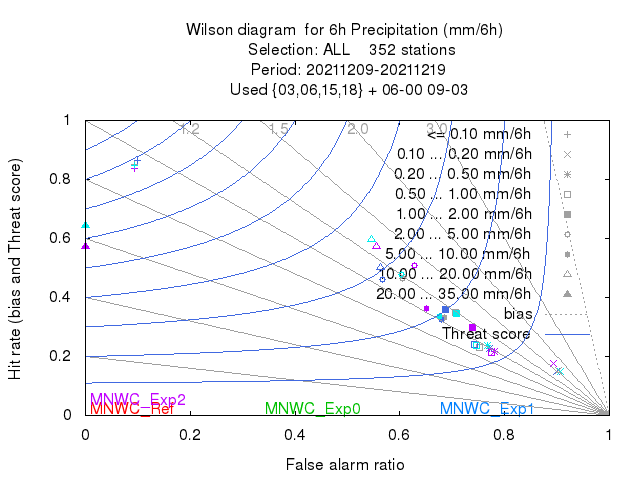 Wilson diagram  for 6h Precipitation (mm/6h)
Selection: ALL    352 stations
Period: 20211209-20211219
Used {03,06,15,18} + 06-00 09-03
Hit rate (bias and Threat score)
1
0.8
0.6
0.4
0.2
0
1.2
1.5
2.0
3.0
<= 0.10 mm/6h
0.10 ... 0.20 mm/6h
0.20 ... 0.50 mm/6h
0.50 ... 1.00 mm/6h
1.00 ... 2.00 mm/6h
2.00 ... 5.00 mm/6h
5.00 ... 10.00 mm/6h
10.00 ... 20.00 mm/6h
20.00 ... 35.00 mm/6h
bias
Threat score
MNWC_Exp2
MNWC_Ref
MNWC_Exp0
MNWC_Exp1
0
0.2
0.4
0.6
0.8
1
False alarm ratio